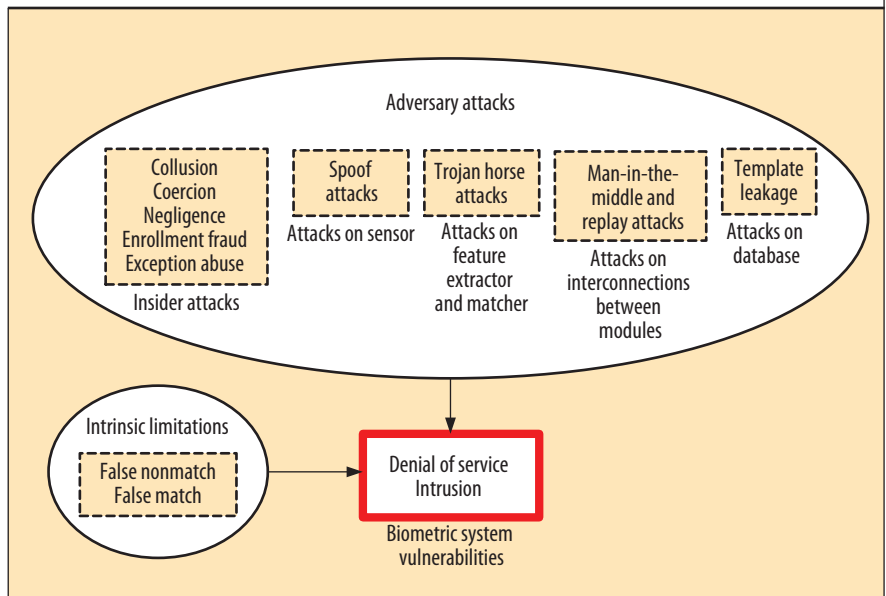 Adversary attacks
Collusion
Coercion
Negligence
Enrollment fraud
Exception abuse
Insider attacks
Spoof
attacks
Attacks on sensor
Trojan horse
attacks
Attacks on
feature
extractor
and matcher
Man-in-the-
middle and
replay attacks
Attacks on
interconnections
between
modules
Template
leakage
Attacks on
database
Intrinsic limitations
False nonmatch
False match
Denial of service
Intrusion
Biometric system
vulnerabilities